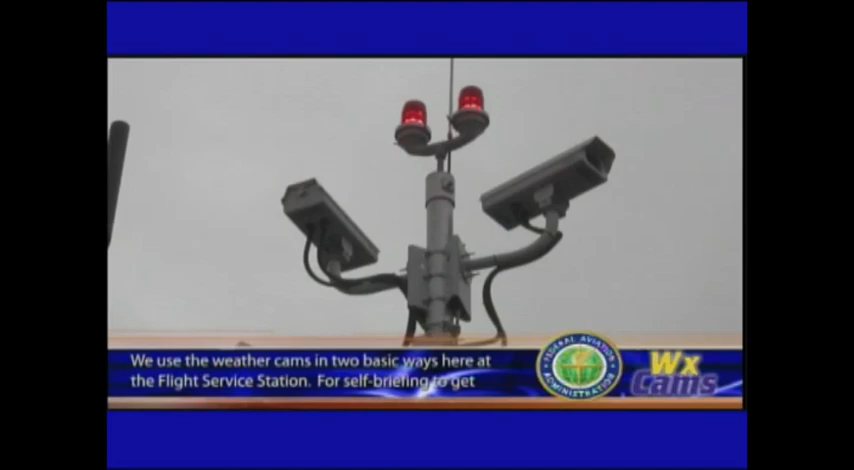 We use the weather cams in two basic ways here at
the Flight Service Station. For self-briefing to get
FEDERAL AVIATION
ADMINISTRATION
Wx
Cams